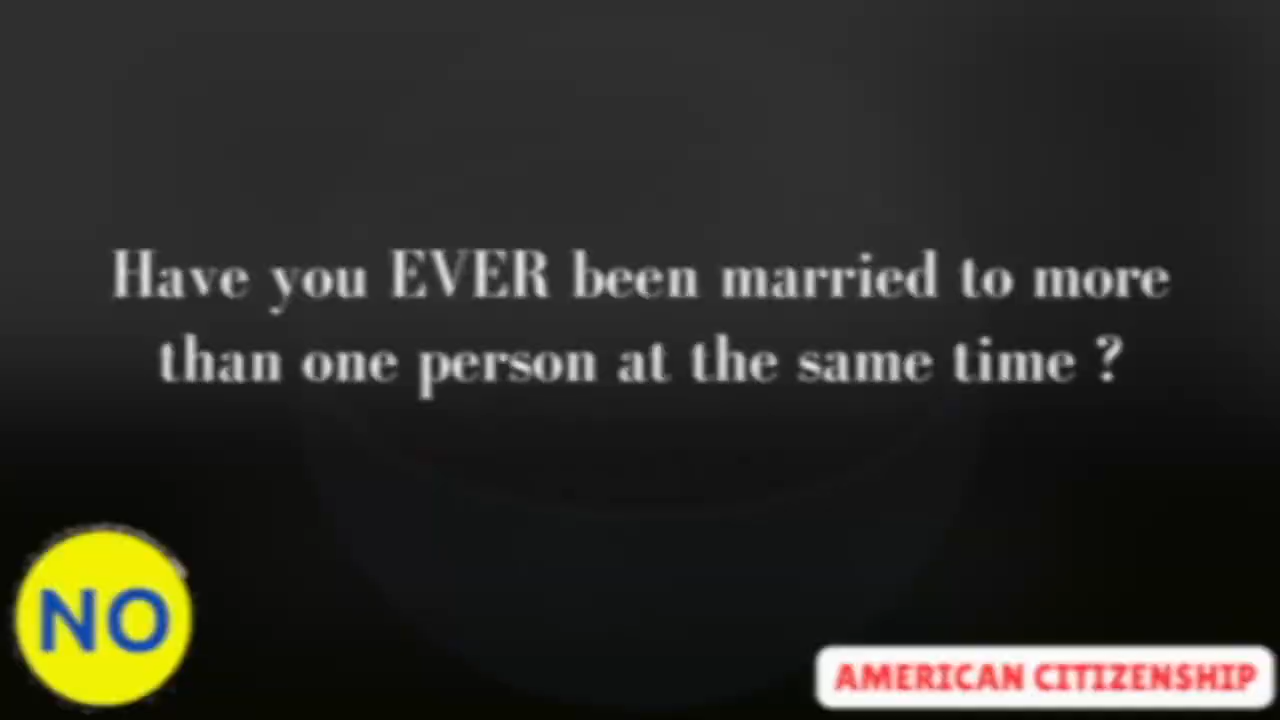 Have you EVER been married to more
than one person at the same time ?
NO
AMERICAN CITIZENSHIP